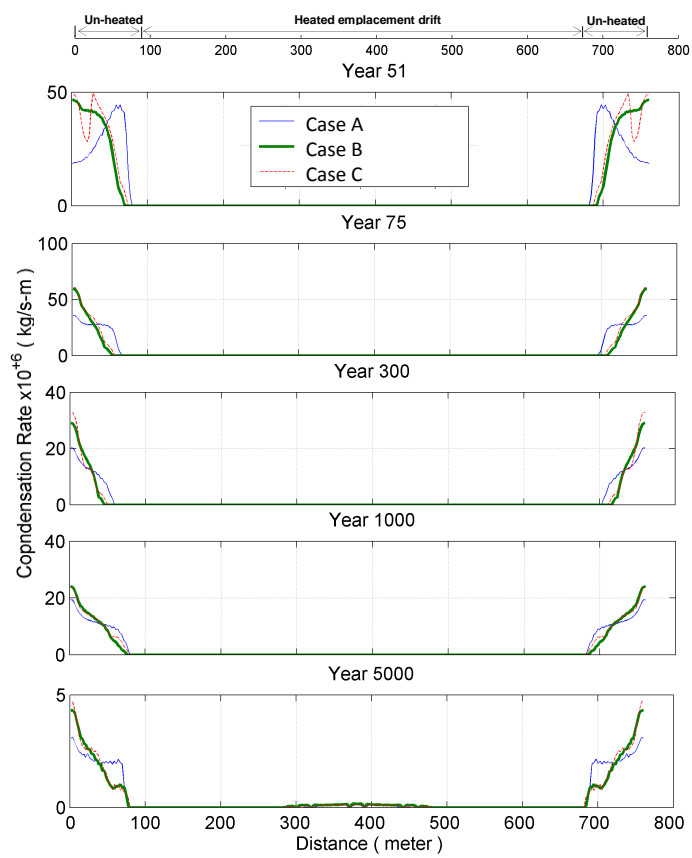 Un-heated Heated emplacement drift Un-heated
0 100 200 300 400 500 600 700 800
Year 51
50
0
Case A
Case B
Case C
Year 75
100
50
0
Year 300
40
20
0
Copndensation Rate x10+6 ( kg/s-m )
Year 1000
40
20
0
Year 5000
5
0
0 100 200 300 400 500 600 700 800
Distance ( meter )